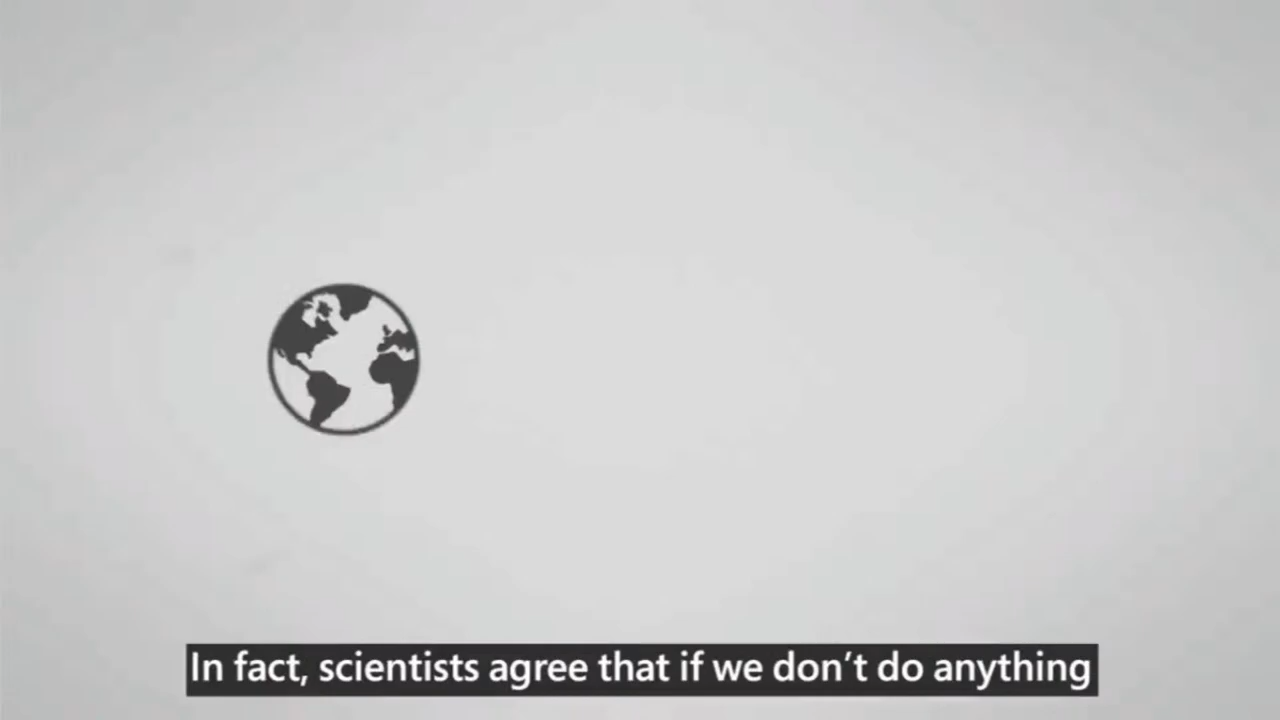 In fact, scientists agree that if we don’t do anything